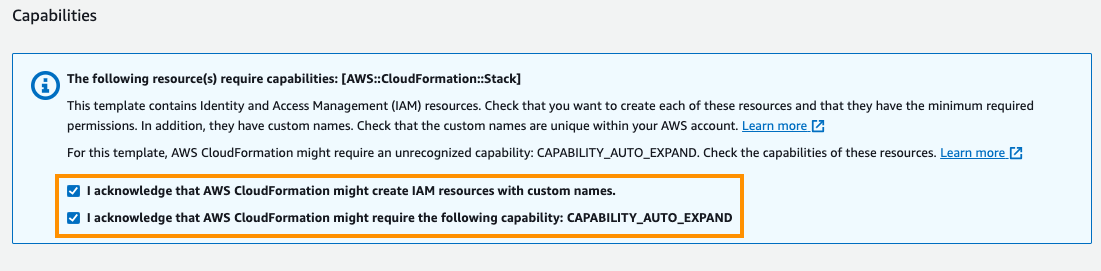 Capabilities
The following resource(s) require capabilities: [AWS::CloudFormation::Stack]
This template contains Identity and Access Management (IAM) resources. Check that you want to create each of these resources and that they have the minimum required
permissions. In addition, they have custom names. Check that the custom names are unique within your AWS account. Learn more
For this template, AWS CloudFormation might require an unrecognized capability: CAPABILITY_AUTO_EXPAND. Check the capabilities of these resources. Learn more
I acknowledge that AWS CloudFormation might create IAM resources with custom names.
I acknowledge that AWS CloudFormation might require the following capability: CAPABILITY_AUTO_EXPAND